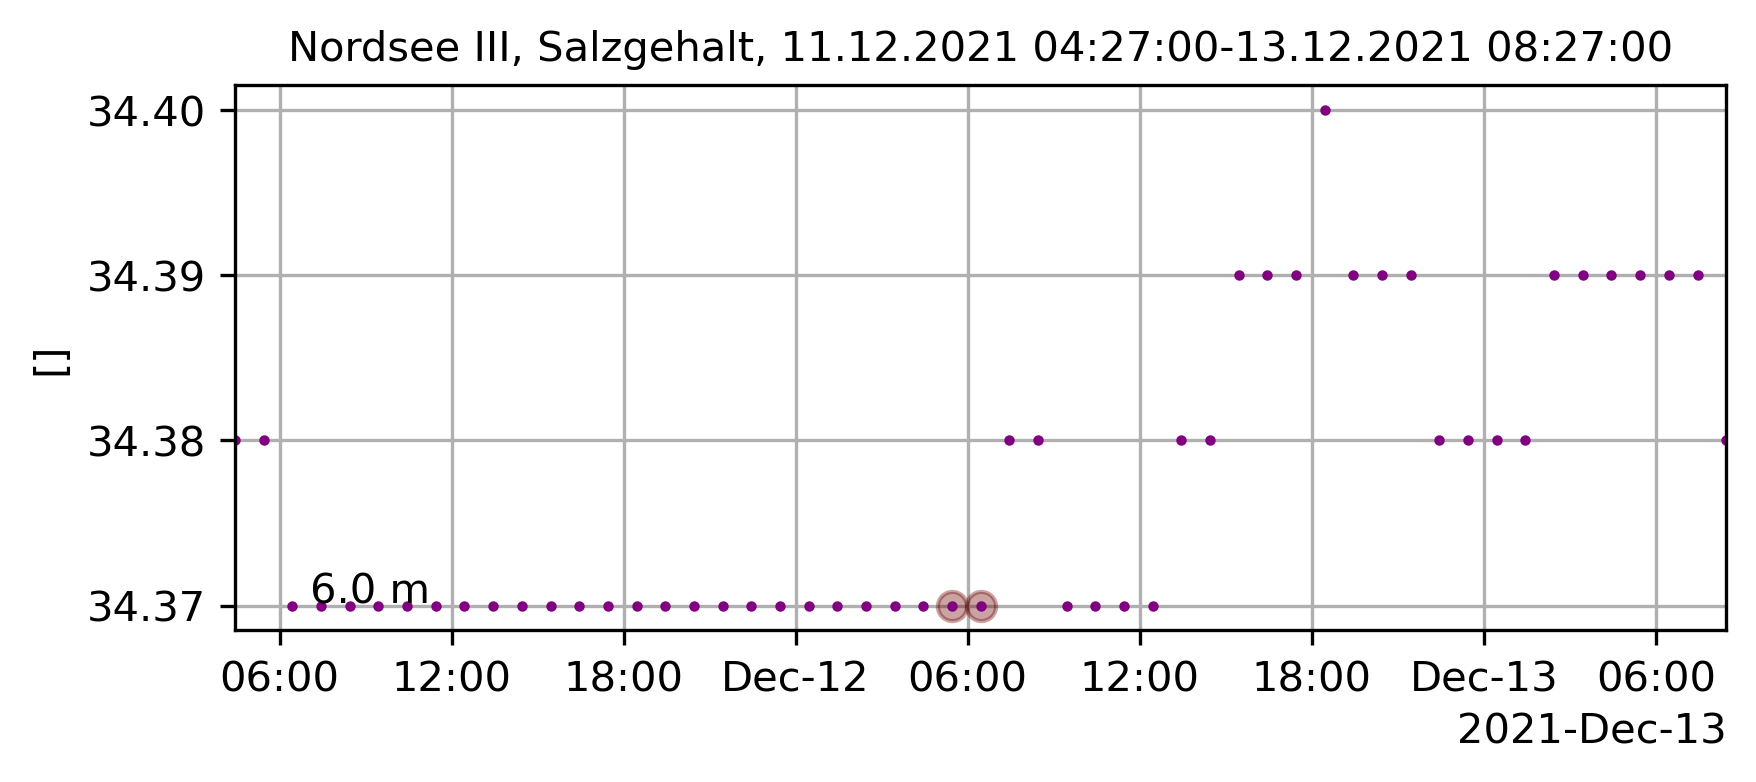 Nordsee III, Salzgehalt, 11.12.2021 04:27:00-13.12.2021 08:27:00
34.40
34.39
[]
34.38
6.0 m
34.37
06:00 12:00 18:00 Dec-12 06:00 12:00 18:00 Dec-13 06:00
2021-Dec-13